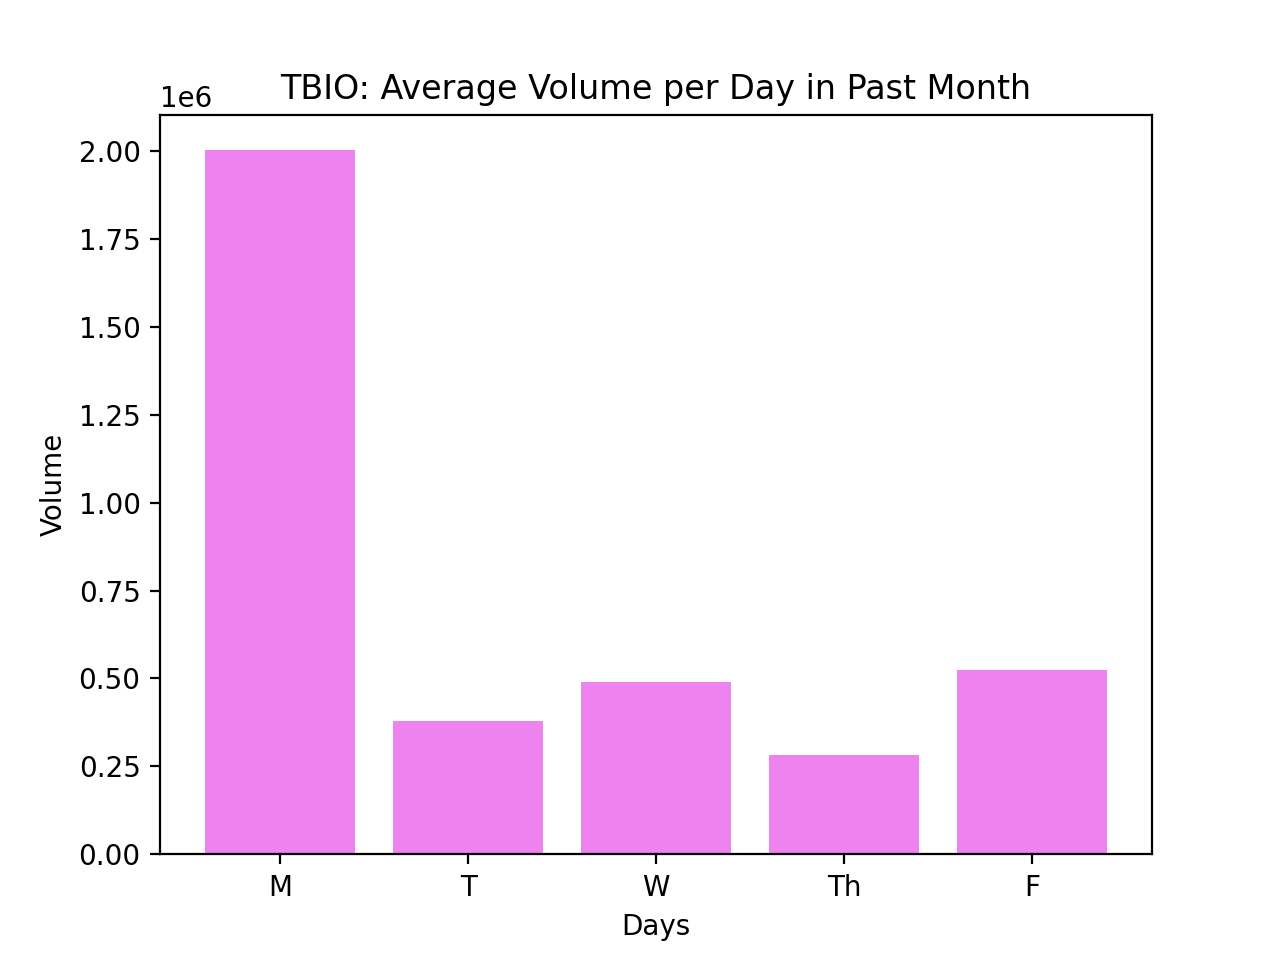 TBIO: Average Volume per Day in Past Month
1e6
2.00
1.75
1.50
1.25
1.00
0.75
0.50
0.25
0.00
Volume
M T W Th F
Days